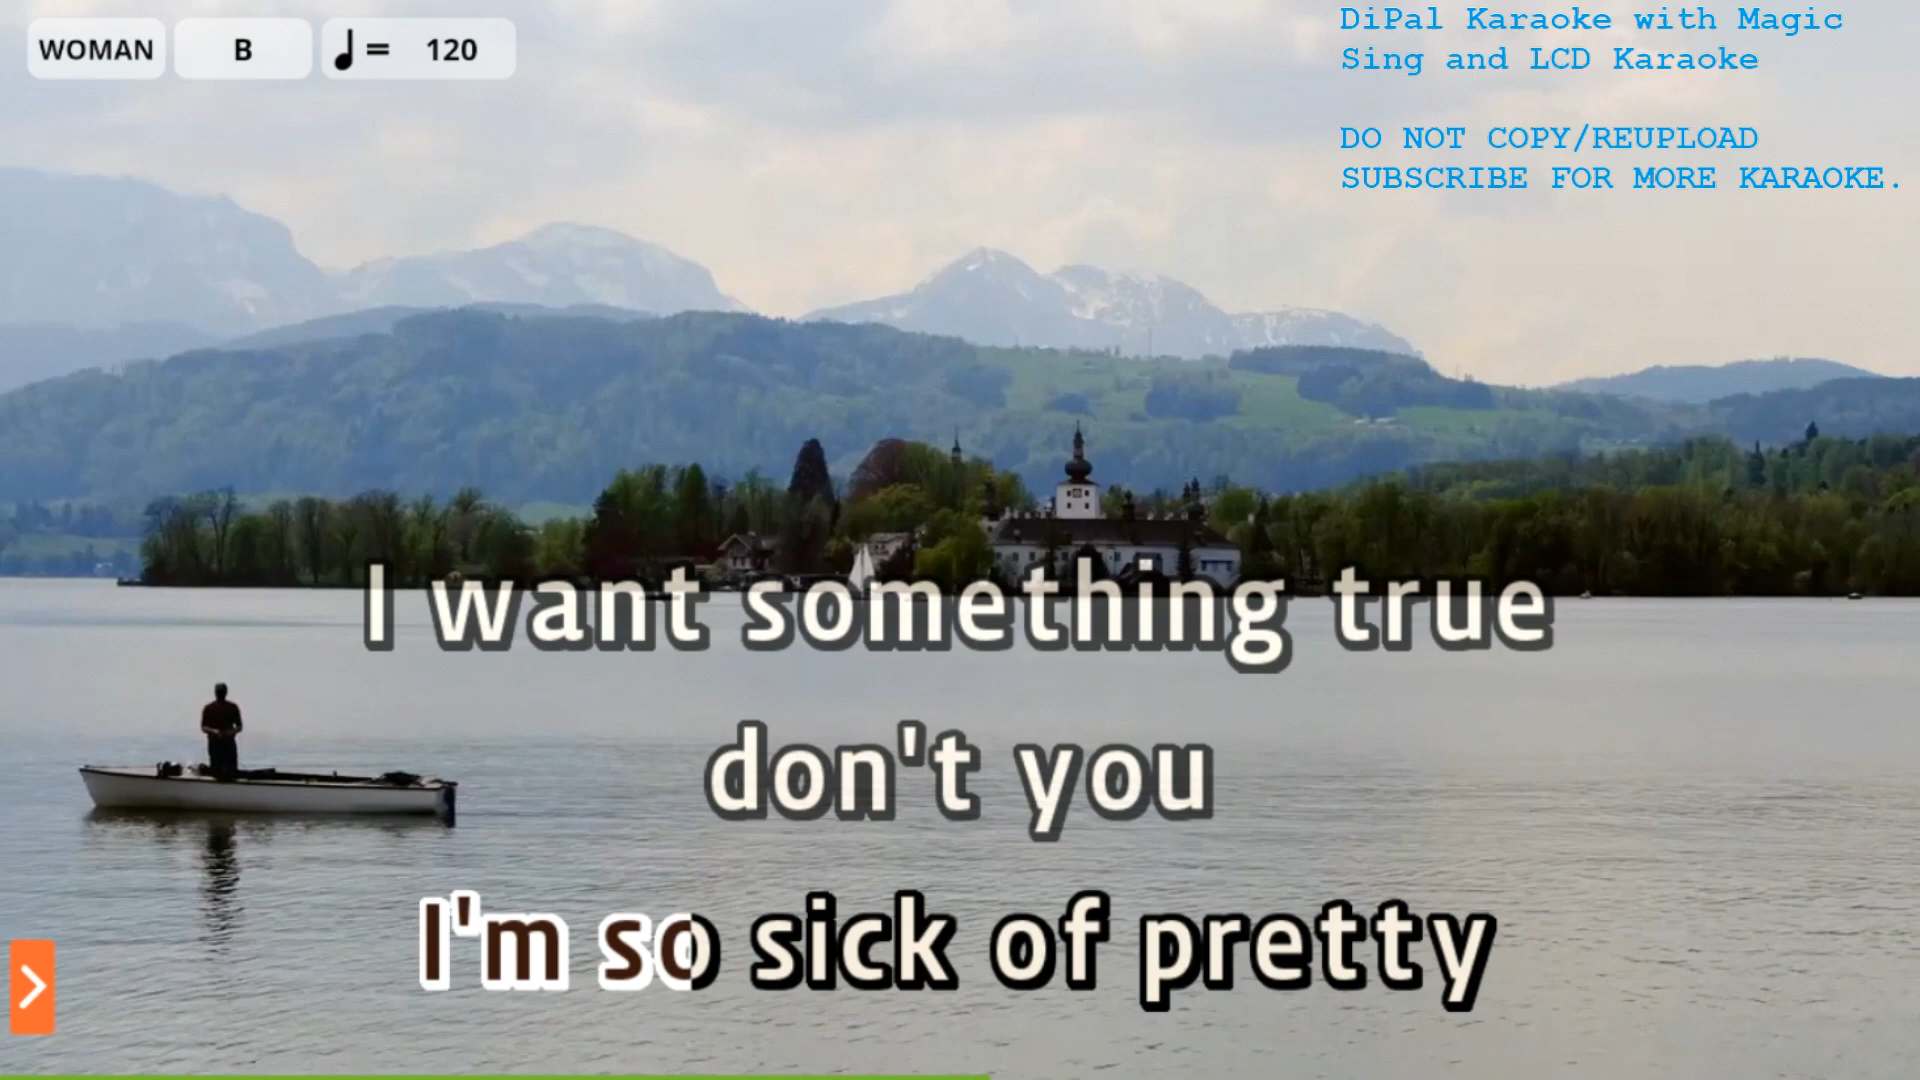 WOMAN B ♩ = 120
DiPal Karaoke with Magic
Sing and LCD Karaoke
DO NOT COPY/REUPLOAD
SUBSCRIBE FOR MORE KARAOKE.
I want something true
don't you
I'm so sick of pretty